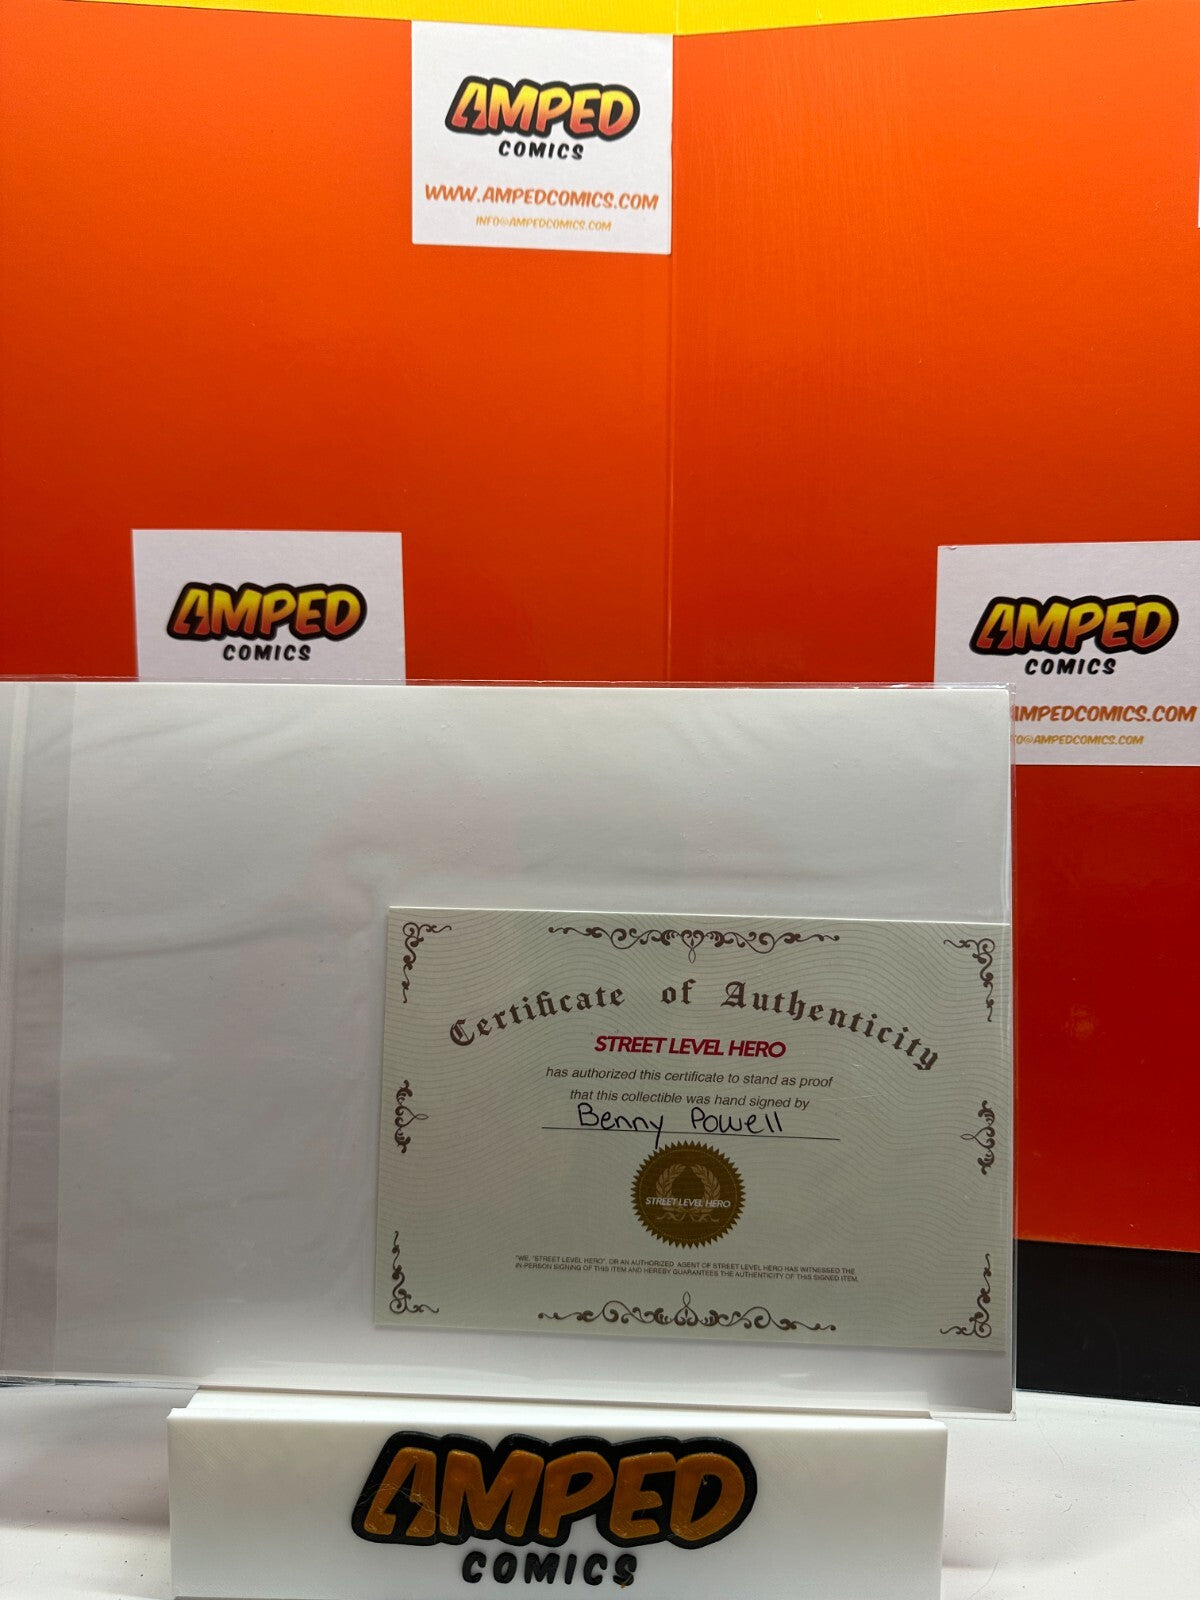 AMPED
COMICS
WWW.AMPEDCOMICS.COM
INFO@AMPEDCOMICS.COM
AMPED
COMICS
AMPED
COMICS
AMPEDCOMICS.COM
FO@AMPEDCOMICS.COM
Certificate of Authenticity
STREET LEVEL HERO
has authorized this certificate to stand as proof
that this collectible was hand signed by
Benny Powell
STREET LEVEL HERO
"WE, "STREET LEVEL HERO", OR AN AUTHORIZED AGENT OF STREET LEVEL HERO HAS WITNESSED THE
IN-PERSON SIGNING OF THIS ITEM AND HEREBY GUARANTEES THE AUTHENTICITY OF THIS SIGNED ITEM.
AMPED
COMICS